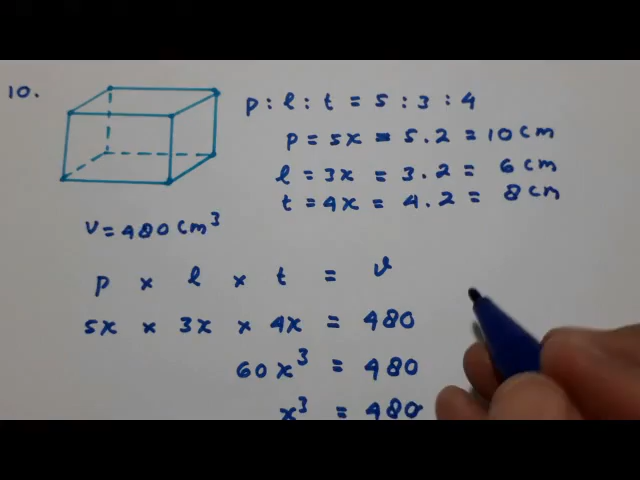 10.
p : l : t = 5 : 3 : 4
p = 5x = 5.2 = 10 cm
l = 3x = 3.2 = 6 cm
t = 4x = 4.2 = 8 cm
V = 480 cm³
p x l x t = V
5x x 3x x 4x = 480
60x³ = 480
x³ = 480